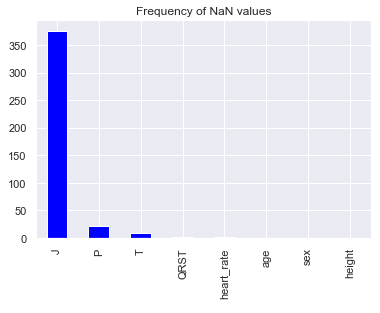 Frequency of NaN values
350
300
250
200
150
100
50
0
J
P
T
QRST
heart_rate
age
sex
height